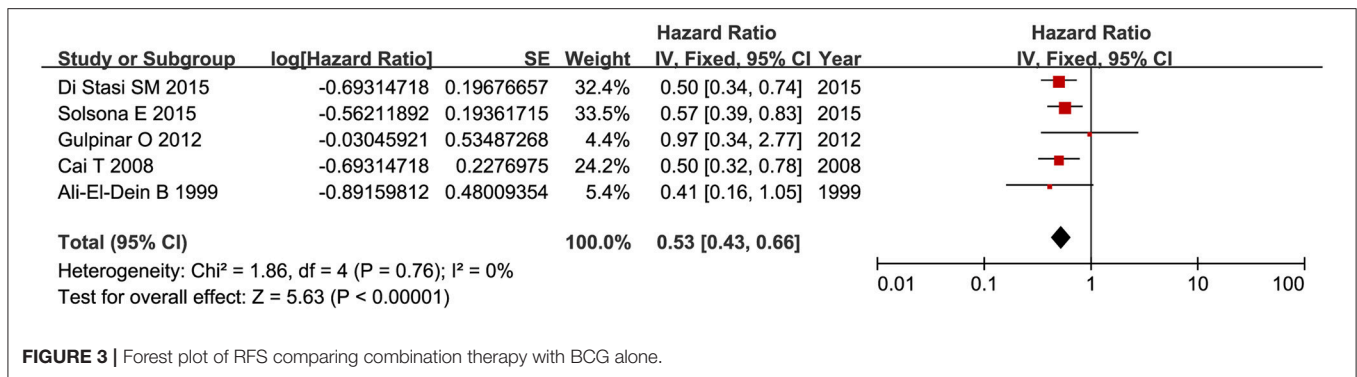 Hazard Ratio Hazard Ratio
Study or Subgroup log[Hazard Ratio] SE Weight IV, Fixed, 95% CI Year IV, Fixed, 95% CI
Di Stasi SM 2015 -0.69314718 0.19676657 32.4% 0.50 [0.34, 0.74] 2015
Solsona E 2015 -0.56211892 0.19361715 33.5% 0.57 [0.39, 0.83] 2015
Gulpinar O 2012 -0.03045921 0.53487268 4.4% 0.97 [0.34, 2.77] 2012
Cai T 2008 -0.69314718 0.2276975 24.2% 0.50 [0.32, 0.78] 2008
Ali-El-Dein B 1999 -0.89159812 0.48009354 5.4% 0.41 [0.16, 1.05] 1999
Total (95% CI) 100.0% 0.53 [0.43, 0.66]
Heterogeneity: Chi² = 1.86, df = 4 (P = 0.76); I² = 0%
Test for overall effect: Z = 5.63 (P < 0.00001)
0.01 0.1 1 10 100
FIGURE 3 | Forest plot of RFS comparing combination therapy with BCG alone.